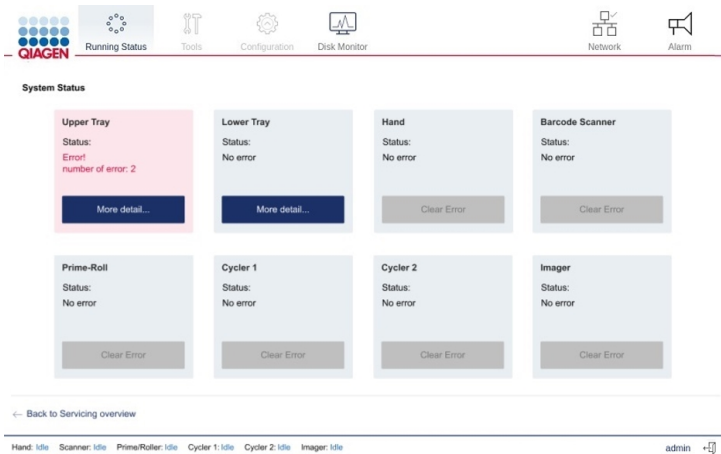 QIAGEN
Running Status
Tools
Configuration
Disk Monitor
Network
Alarm
System Status
Upper Tray
Status:
Error!
number of error: 2
More detail...
Lower Tray
Status:
No error
More detail...
Hand
Status:
No error
Clear Error
Barcode Scanner
Status:
No error
Clear Error
Prime-Roll
Status:
No error
Clear Error
Cycler 1
Status:
No error
Clear Error
Cycler 2
Status:
No error
Clear Error
Imager
Status:
No error
Clear Error
← Back to Servicing overview
Hand: Idle Scanner: Idle Prime/Roller: Idle Cycler 1: Idle Cycler 2: Idle Imager: Idle admin